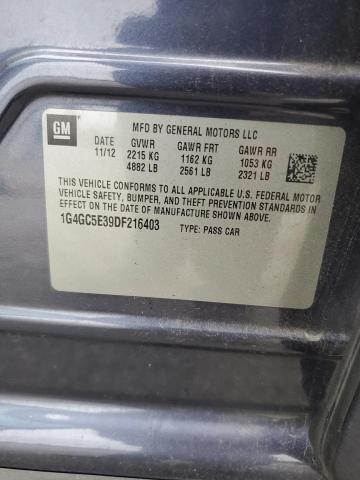 GM
MFD BY GENERAL MOTORS LLC
DATE GVWR GAWR FRT GAWR RR
11/12 2215 KG 1162 KG 1053 KG
4882 LB 2561 LB 2321 LB
THIS VEHICLE CONFORMS TO ALL APPLICABLE U.S. FEDERAL MOTOR
VEHICLE SAFETY, BUMPER, AND THEFT PREVENTION STANDARDS IN
EFFECT ON THE DATE OF MANUFACTURE SHOWN ABOVE.
1G4GC5E39DF216403 TYPE: PASS CAR